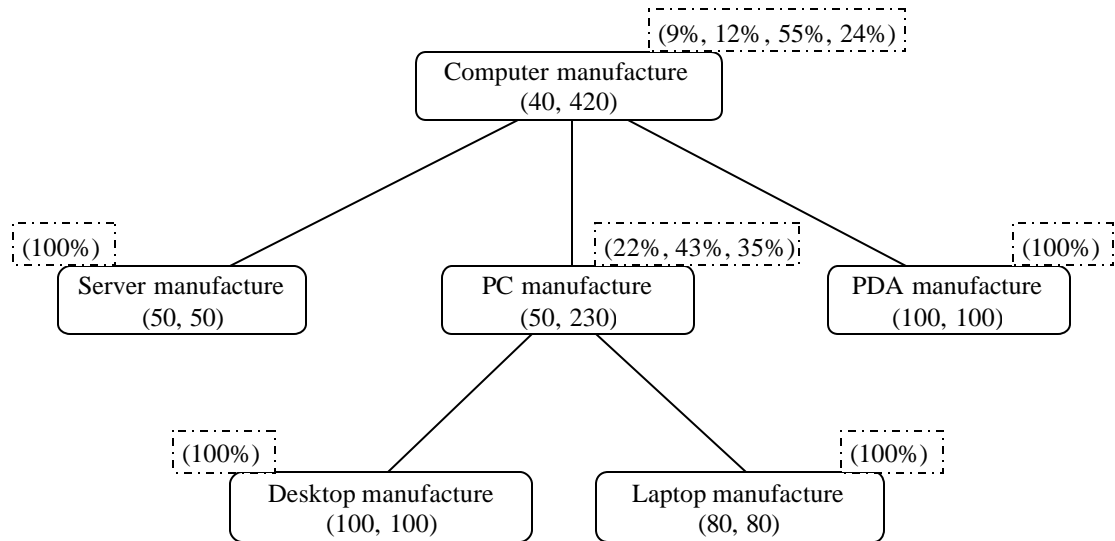 (9%, 12%, 55%, 24%)
Computer manufacture
(40, 420)
(100%)
(22%, 43%, 35%)
(100%)
Server manufacture
(50, 50)
PC manufacture
(50, 230)
PDA manufacture
(100, 100)
(100%)
(100%)
Desktop manufacture
(100, 100)
Laptop manufacture
(80, 80)